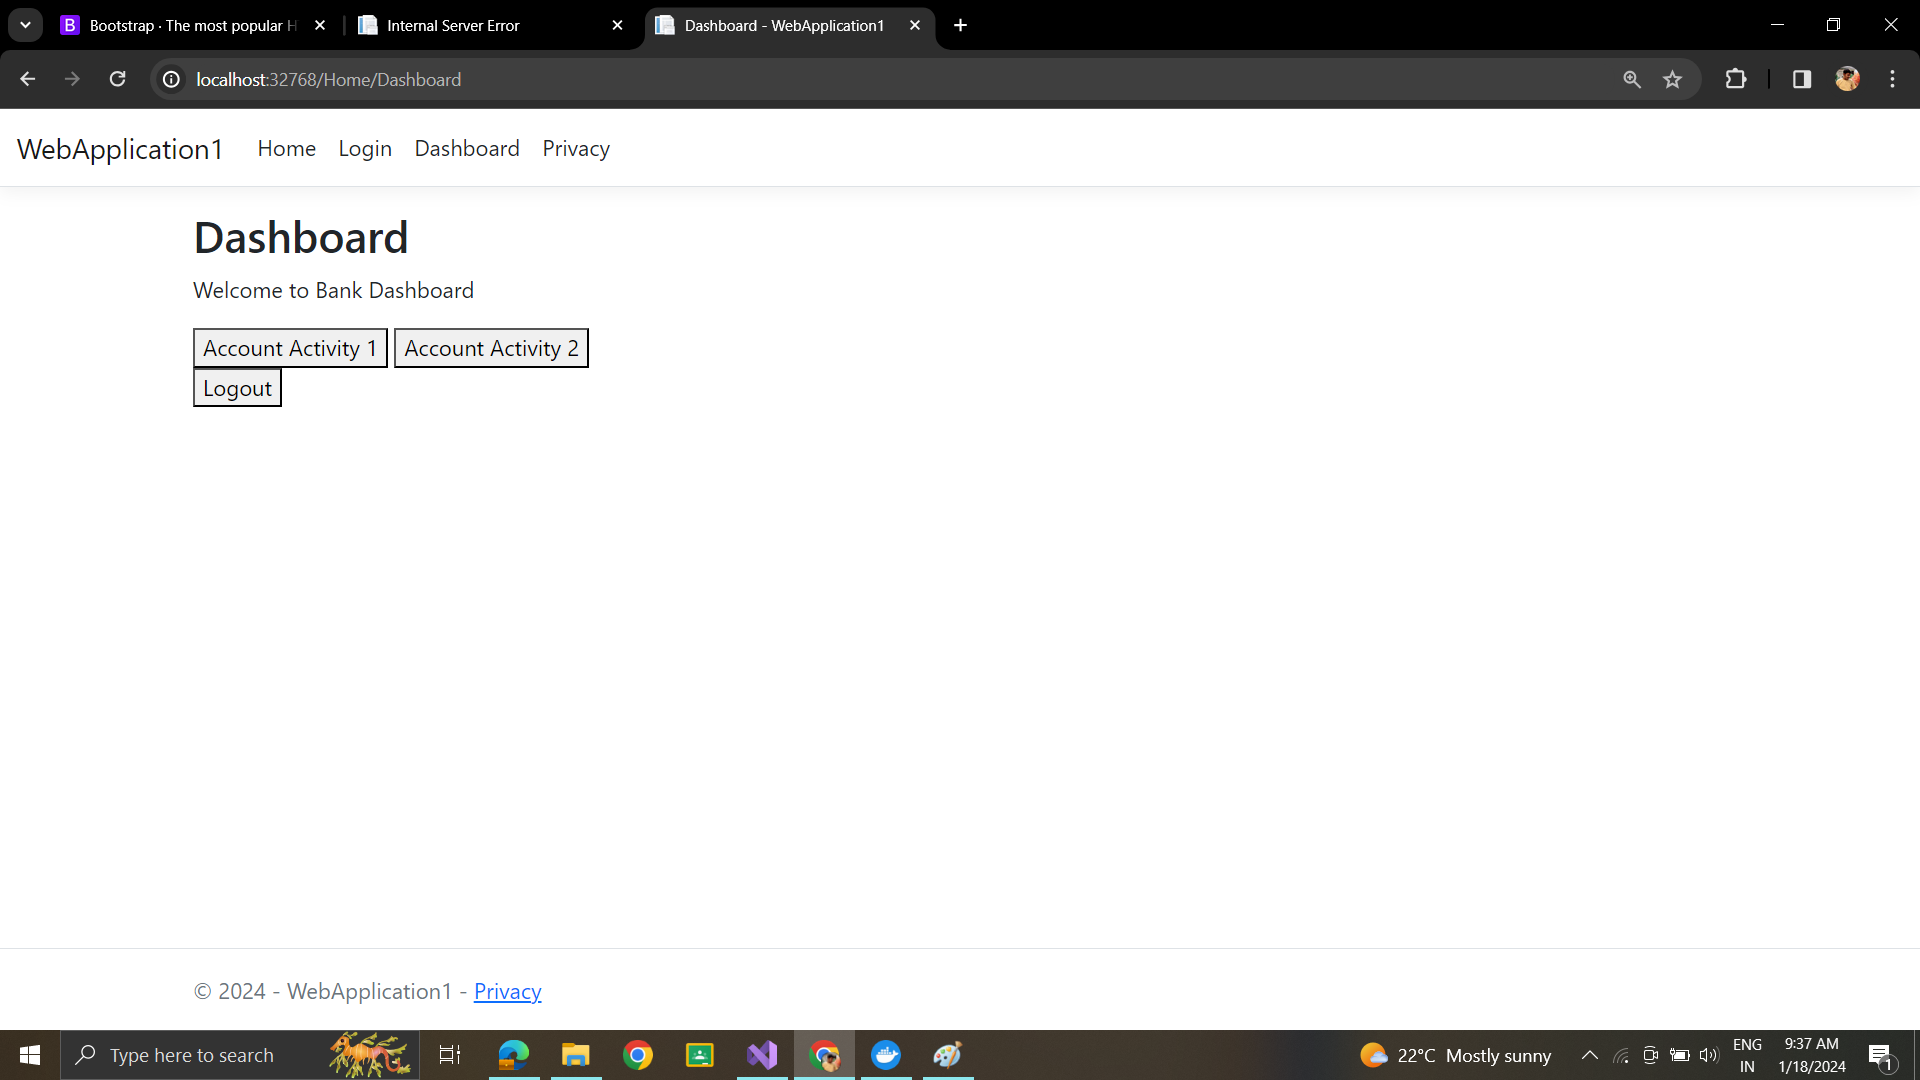 B Bootstrap · The most popular H
Internal Server Error
Dashboard - WebApplication1
localhost:32768/Home/Dashboard
WebApplication1 Home Login Dashboard Privacy
Dashboard
Welcome to Bank Dashboard
Account Activity 1 Account Activity 2
Logout
© 2024 - WebApplication1 - Privacy
Type here to search
22°C Mostly sunny
ENG
IN
9:37 AM
1/18/2024
1